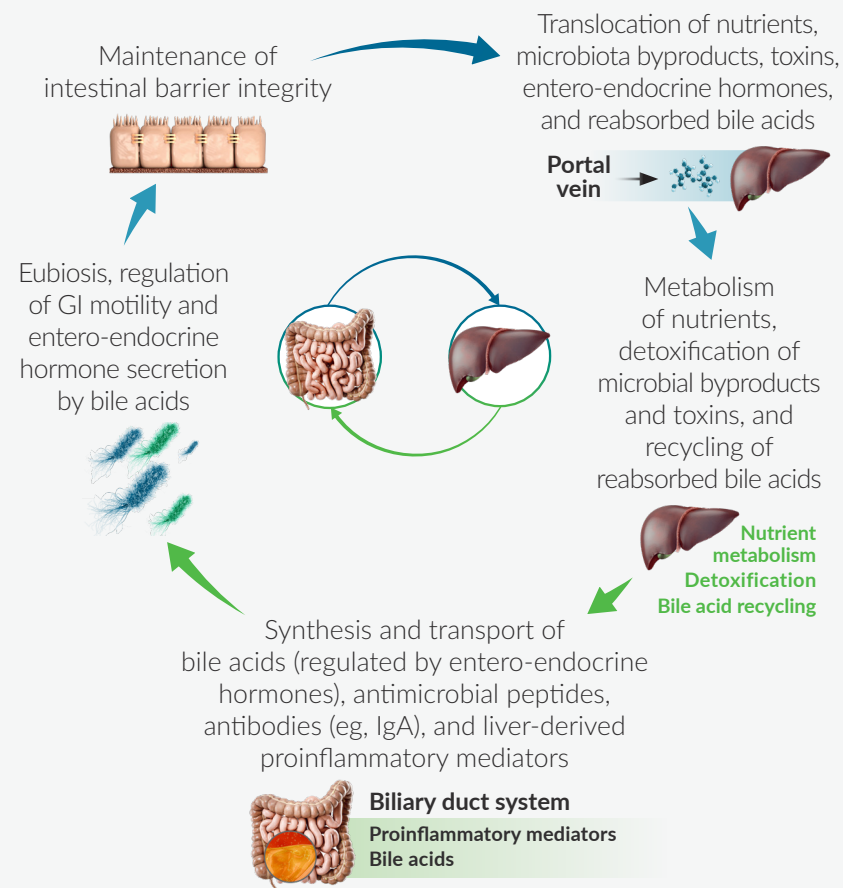 Maintenance of
intestinal barrier integrity
Translocation of nutrients,
microbiota byproducts, toxins,
entero-endocrine hormones,
and reabsorbed bile acids
Portal
vein
Metabolism
of nutrients,
detoxification of
microbial byproducts
and toxins, and
recycling of
reabsorbed bile acids
Nutrient
metabolism
Detoxification
Bile acid recycling
Synthesis and transport of
bile acids (regulated by entero-endocrine
hormones), antimicrobial peptides,
antibodies (eg, IgA), and liver-derived
proinflammatory mediators
Biliary duct system
Proinflammatory mediators
Bile acids
Eubiosis, regulation
of GI motility and
entero-endocrine
hormone secretion
by bile acids